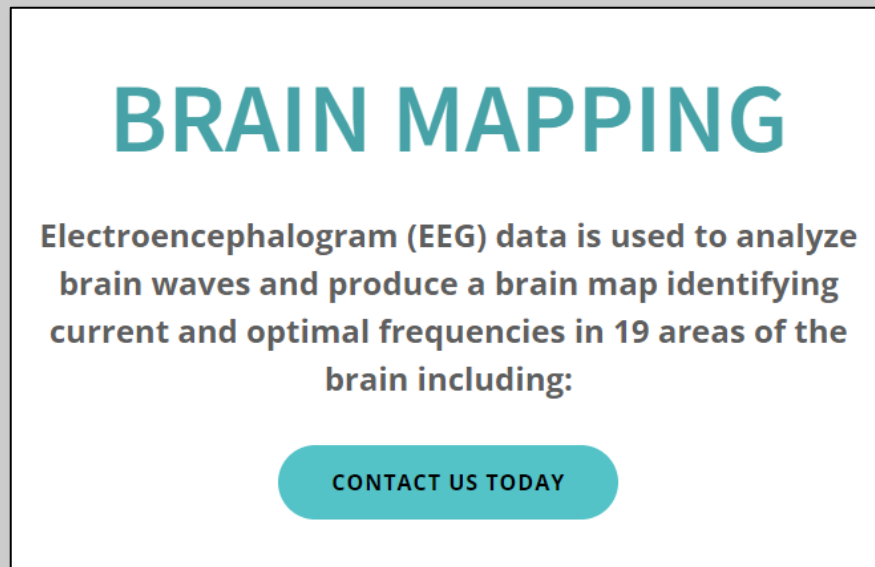 BRAIN MAPPING
Electroencephalogram (EEG) data is used to analyze
brain waves and produce a brain map identifying
current and optimal frequencies in 19 areas of the
brain including:
CONTACT US TODAY